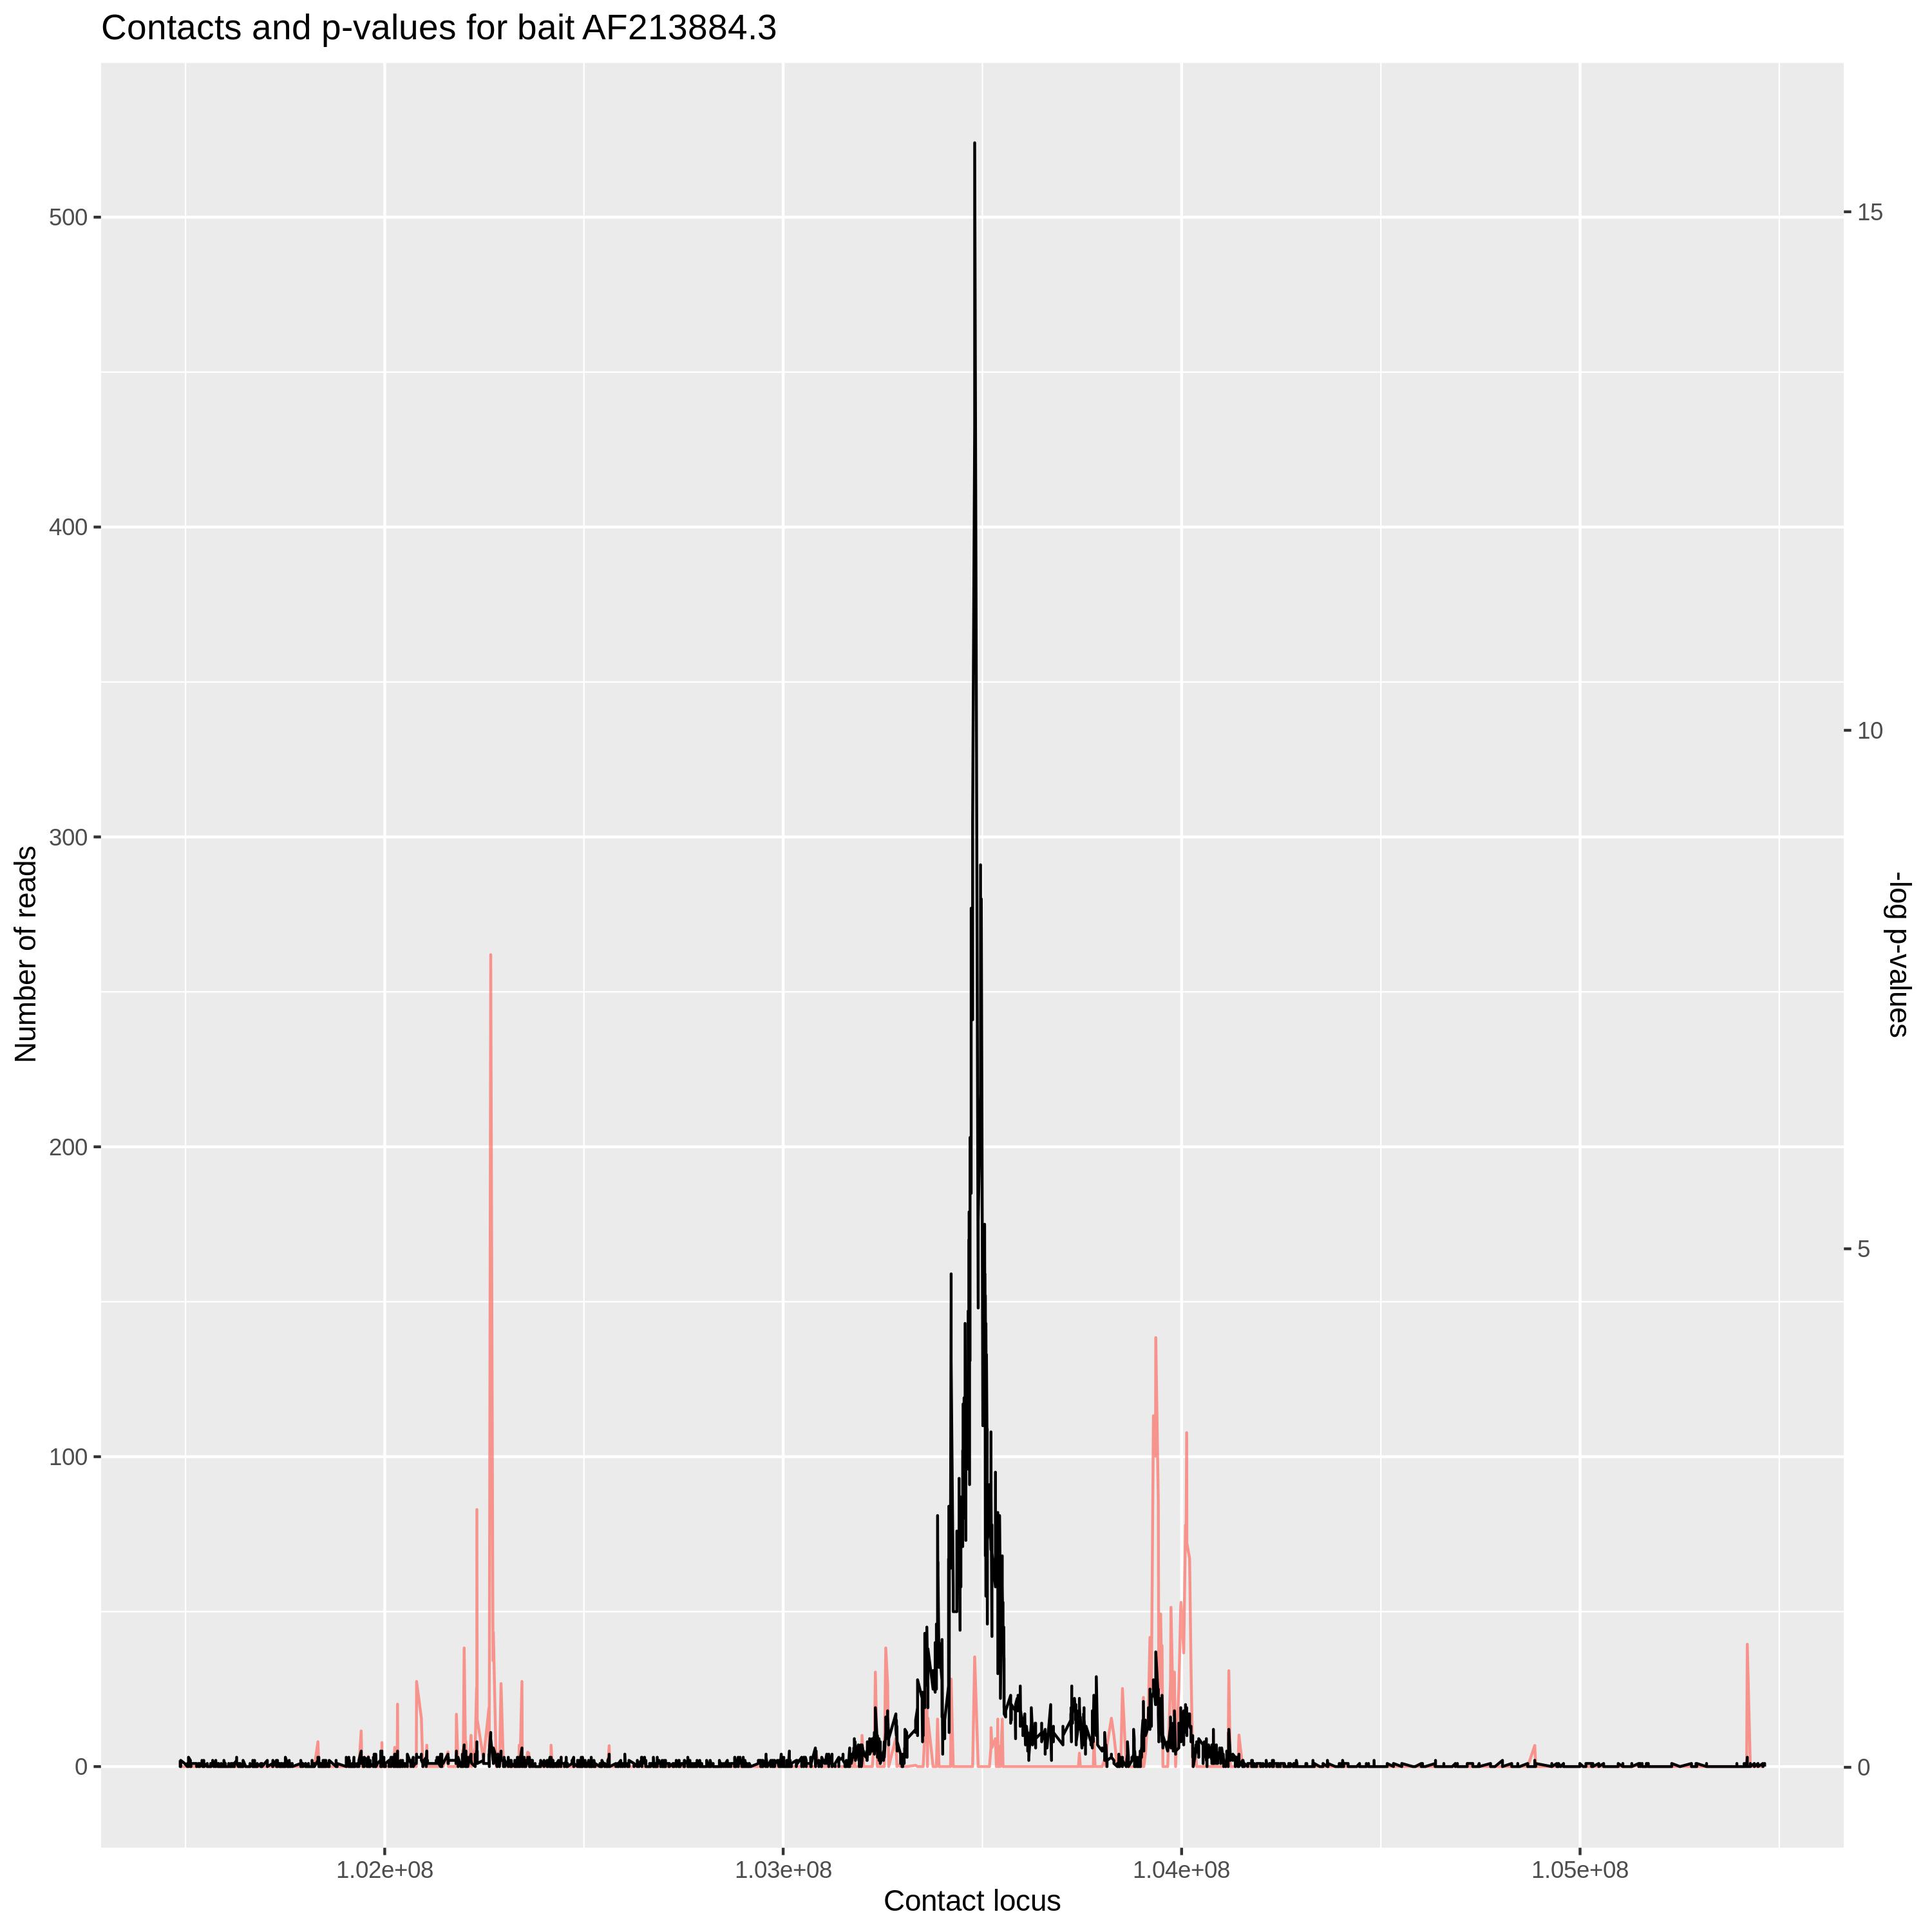 Contacts and p-values for bait AF213884.3
500
400
300
200
100
0
Number of reads
15
10
5
0
-log p-values
1.02e+08 1.03e+08 1.04e+08 1.05e+08
Contact locus